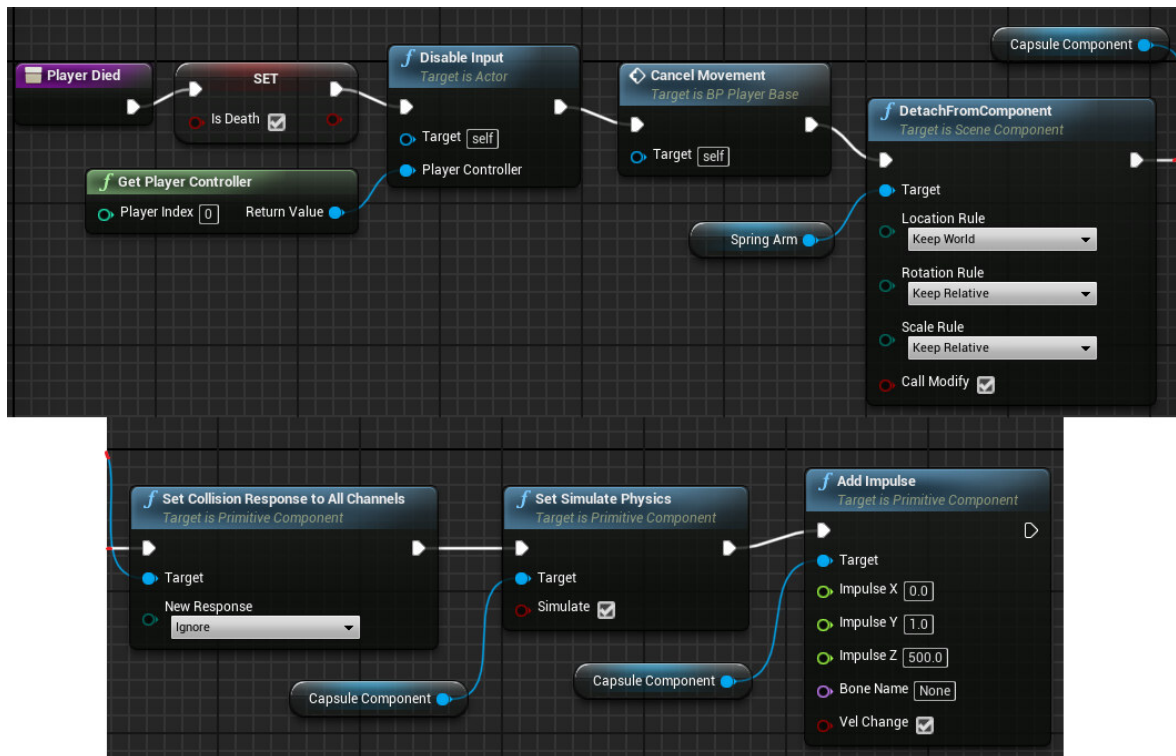 Capsule Component
Player Died
SET
Is Death
f Disable Input
Target is Actor
Target self
Player Controller
Cancel Movement
Target is BP Player Base
Target self
f Get Player Controller
Player Index 0 Return Value
Spring Arm
f DetachFromComponent
Target is Scene Component
Target
Location Rule
Keep World
Rotation Rule
Keep Relative
Scale Rule
Keep Relative
Call Modify
f Set Collision Response to All Channels
Target is Primitive Component
Target
New Response
Ignore
Capsule Component
f Set Simulate Physics
Target is Primitive Component
Target
Simulate
Capsule Component
f Add Impulse
Target is Primitive Component
Target
Impulse X 0.0
Impulse Y 1.0
Impulse Z 500.0
Bone Name None
Vel Change